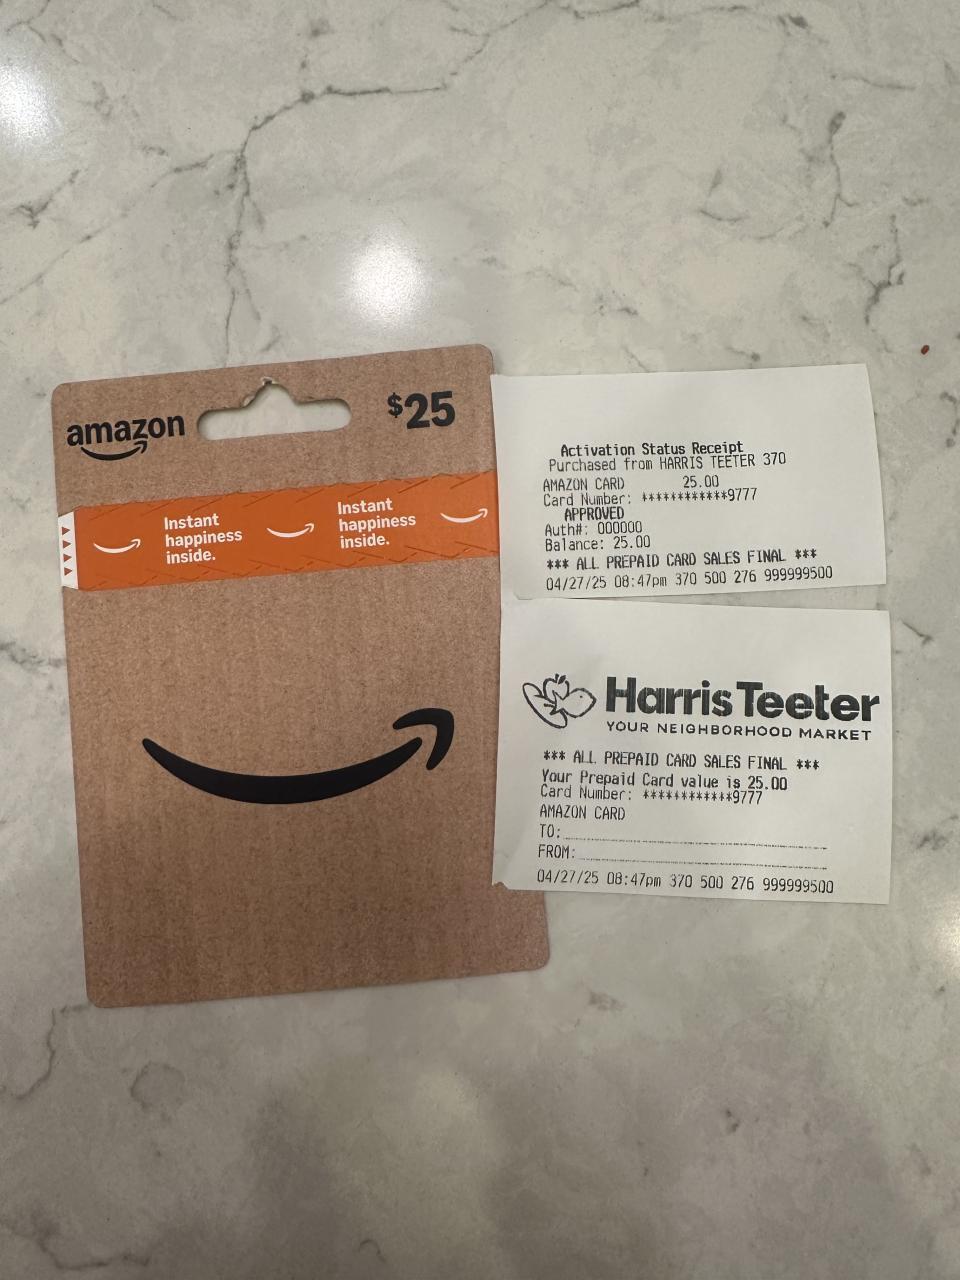 amazon
$25
Instant
happiness
inside.
Instant
happiness
inside.
Activation Status Receipt
Purchased from HARRIS TEETER 370
AMAZON CARD 25.00
Card Number: ************9777
APPROVED
Auth#: 000000
Balance: 25.00
*** ALL PREPAID CARD SALES FINAL ***
04/27/25 08:47pm 370 500 276 999999500
Harris Teeter
YOUR NEIGHBORHOOD MARKET
*** ALL PREPAID CARD SALES FINAL ***
Your Prepaid Card value is 25.00
Card Number: ************9777
AMAZON CARD
TO:
FROM:
04/27/25 08:47pm 370 500 276 999999500